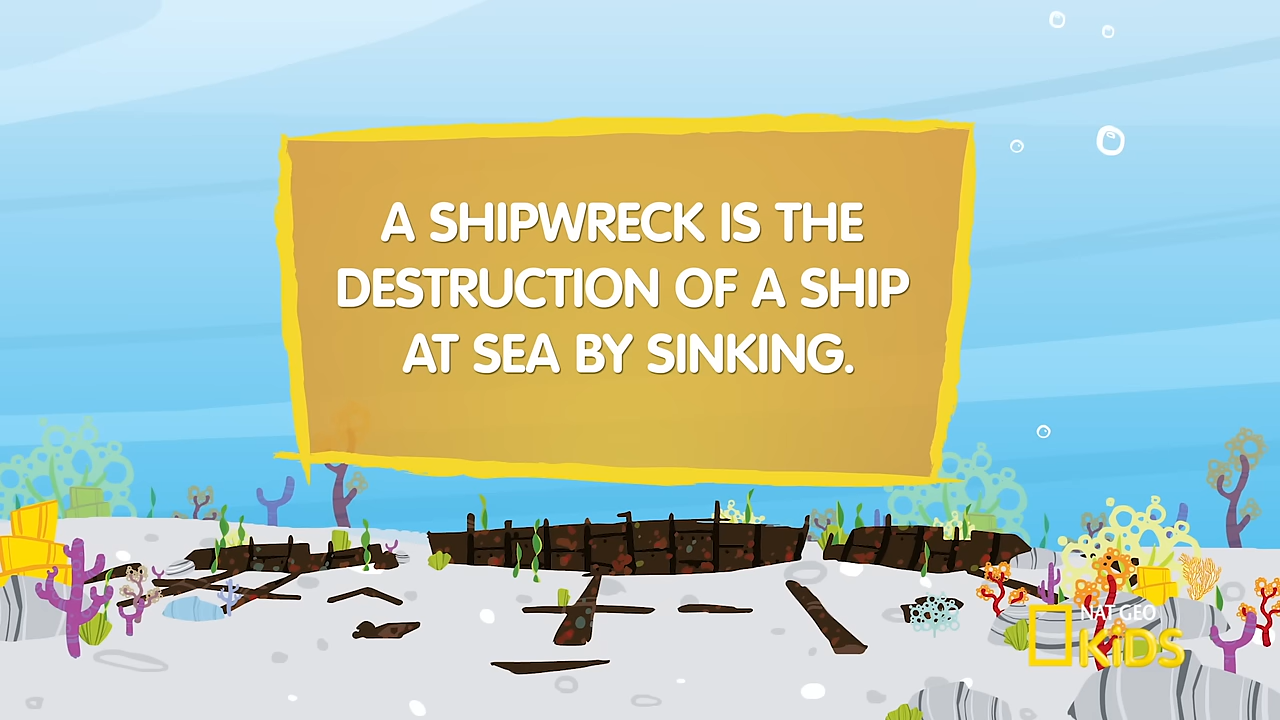 A SHIPWRECK IS THE
DESTRUCTION OF A SHIP
AT SEA BY SINKING.
NAT GEO
KiDS